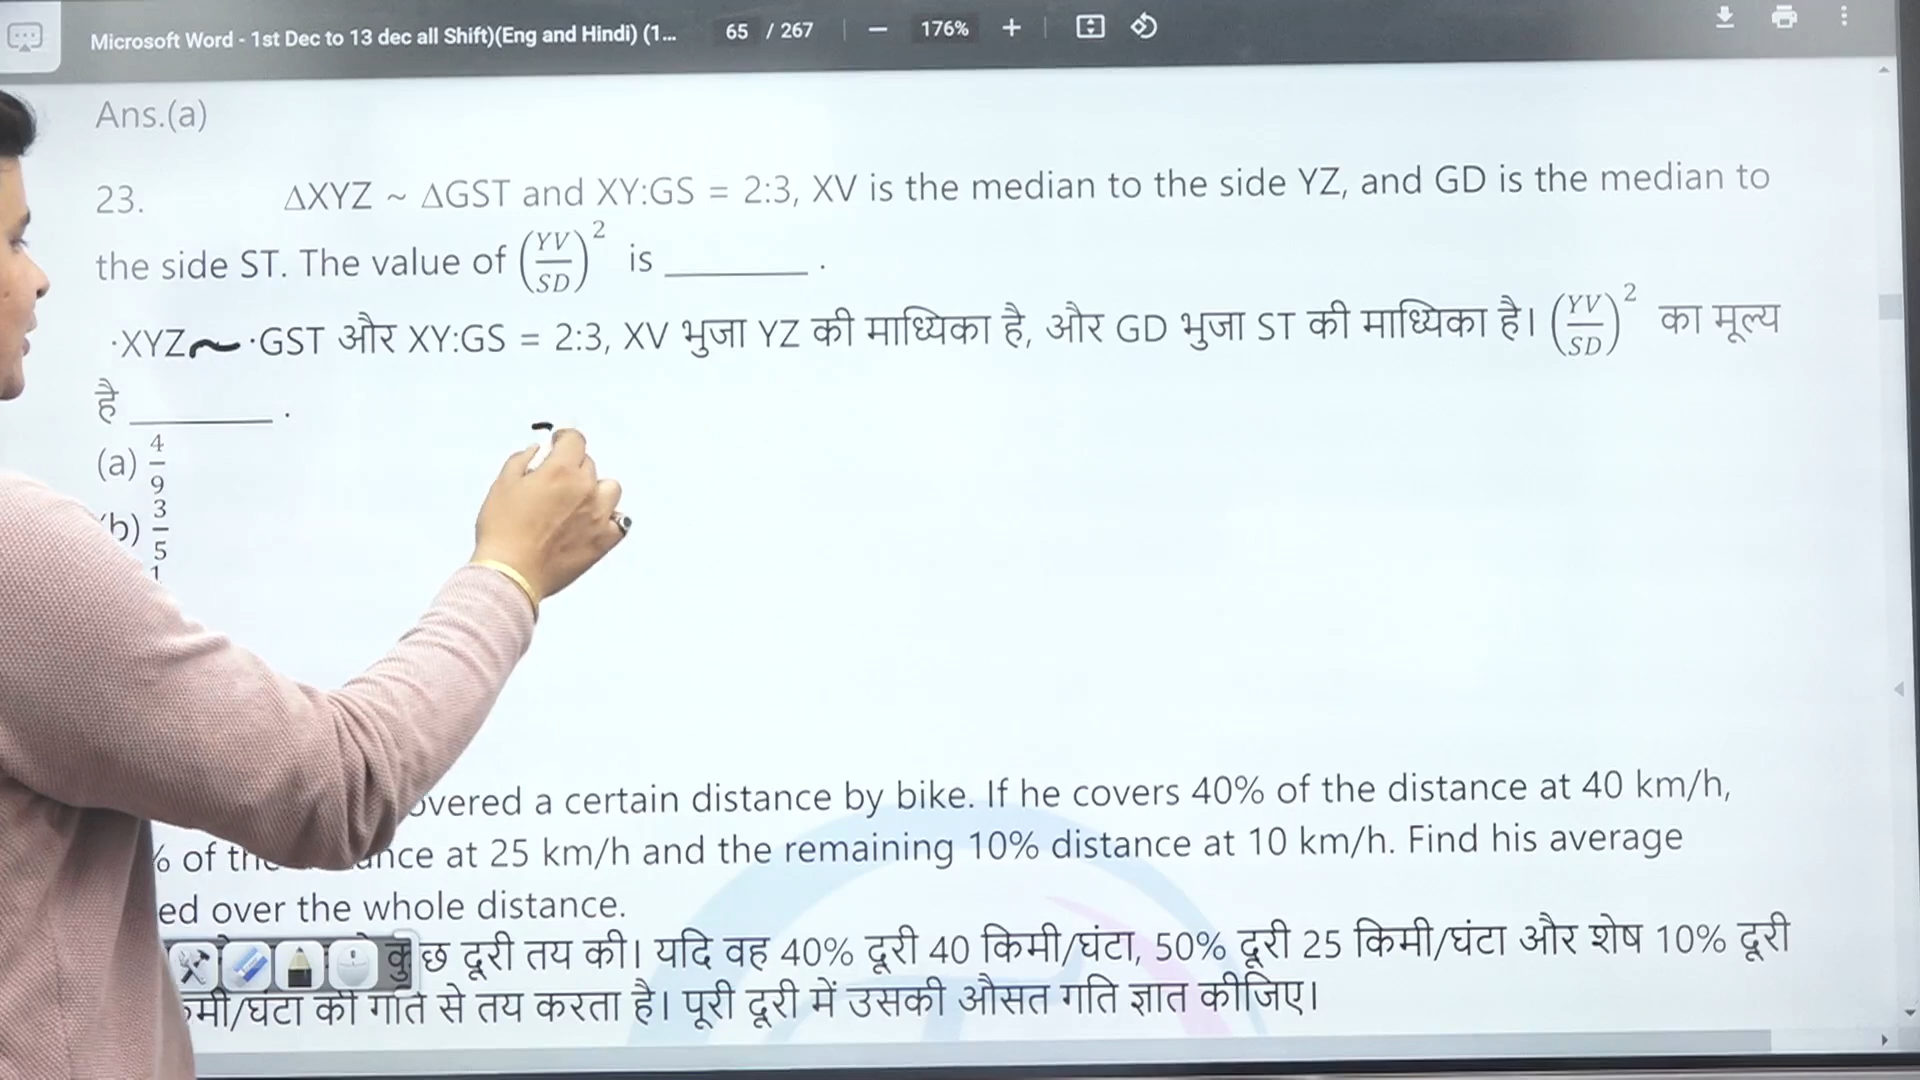 Microsoft Word - 1st Dec to 13 dec all Shift)(Eng and Hindi) (1... 65 / 267 — 176% +
Ans.(a)
23. ΔXYZ ~ ΔGST and XY:GS = 2:3, XV is the median to the side YZ, and GD is the median to
the side ST. The value of (YV/SD)² is ________ .
·XYZ~ ·GST और XY:GS = 2:3, XV भुजा YZ की माध्यिका है, और GD भुजा ST की माध्यिका है। (YV/SD)² का मूल्य
है ________ .
(a) 4/9
(b) 3/5
1
overed a certain distance by bike. If he covers 40% of the distance at 40 km/h,
% of the nce at 25 km/h and the remaining 10% distance at 10 km/h. Find his average
ed over the whole distance.
कुछ दूरी तय की। यदि वह 40% दूरी 40 किमी/घंटा, 50% दूरी 25 किमी/घंटा और शेष 10% दूरी
कमी/घंटा की गति से तय करता है। पूरी दूरी में उसकी औसत गति ज्ञात कीजिए।